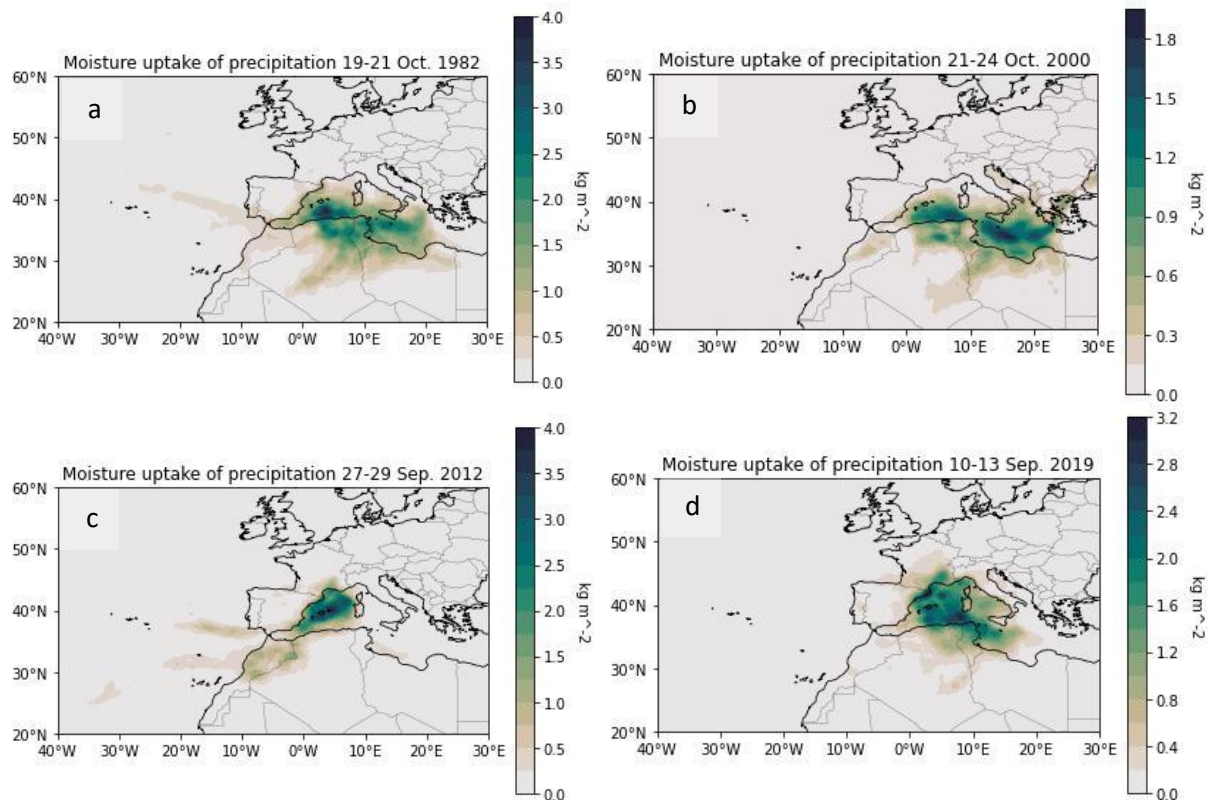 Moisture uptake of precipitation 19-21 Oct. 1982
a
60°N
50°N
40°N
30°N
20°N
40°W 30°W 20°W 10°W 0°W 10°E 20°E 30°E
4.0
3.5
3.0
2.5
2.0
1.5
1.0
0.5
0.0
kg m^-2
Moisture uptake of precipitation 21-24 Oct. 2000
b
60°N
50°N
40°N
30°N
20°N
40°W 30°W 20°W 10°W 0°W 10°E 20°E 30°E
1.8
1.5
1.2
0.9
0.6
0.3
0.0
kg m^-2
Moisture uptake of precipitation 27-29 Sep. 2012
c
60°N
50°N
40°N
30°N
20°N
40°W 30°W 20°W 10°W 0°W 10°E 20°E 30°E
4.0
3.5
3.0
2.5
2.0
1.5
1.0
0.5
0.0
kg m^-2
Moisture uptake of precipitation 10-13 Sep. 2019
d
60°N
50°N
40°N
30°N
20°N
40°W 30°W 20°W 10°W 0°W 10°E 20°E 30°E
3.2
2.8
2.4
2.0
1.6
1.2
0.8
0.4
0.0
kg m^-2